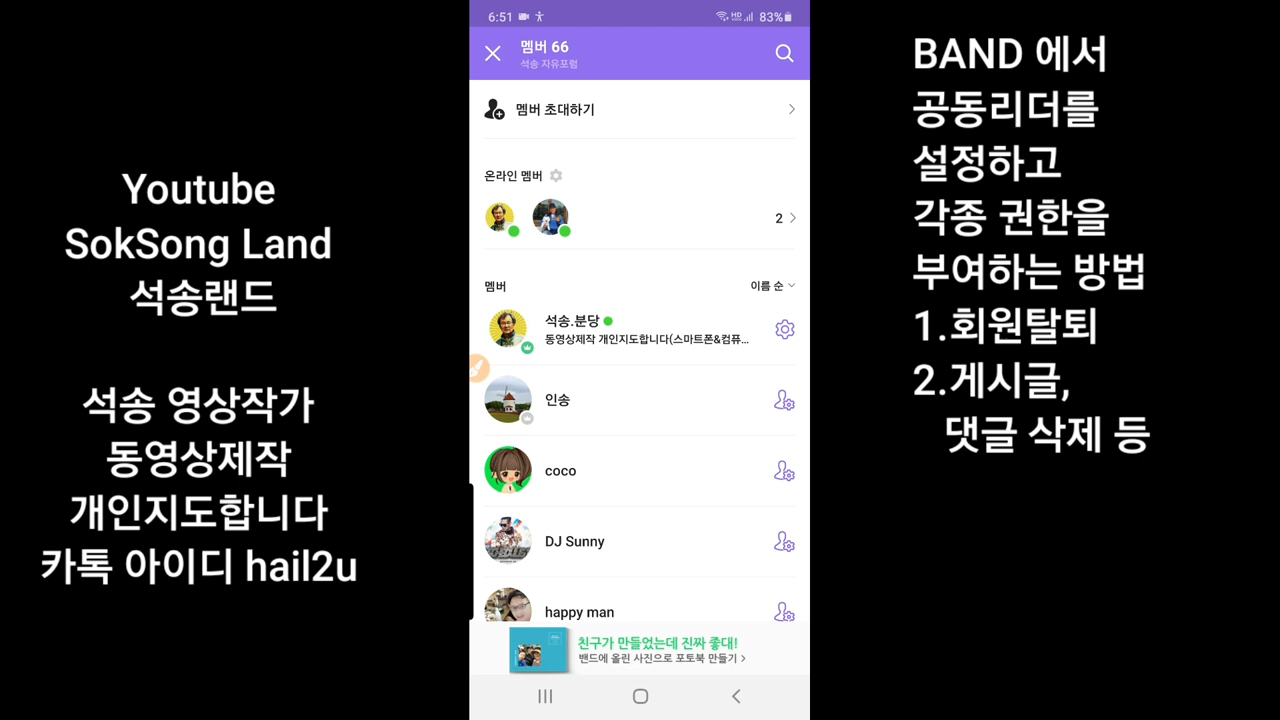 Youtube
SokSong Land
석송랜드
석송 영상작가
동영상제작
개인지도합니다
카톡 아이디 hail2u
6:51
HD
83%
멤버 66
석송 자유포럼
멤버 초대하기
온라인 멤버
2
멤버
이름 순
석송.분당
동영상제작 개인지도합니다(스마트폰&컴퓨...
인송
coco
DJ Sunny
happy man
친구가 만들었는데 진짜 좋대!
밴드에 올린 사진으로 포토북 만들기 >
BAND 에서
공동리더를
설정하고
각종 권한을
부여하는 방법
1.회원탈퇴
2.게시글,
댓글 삭제 등